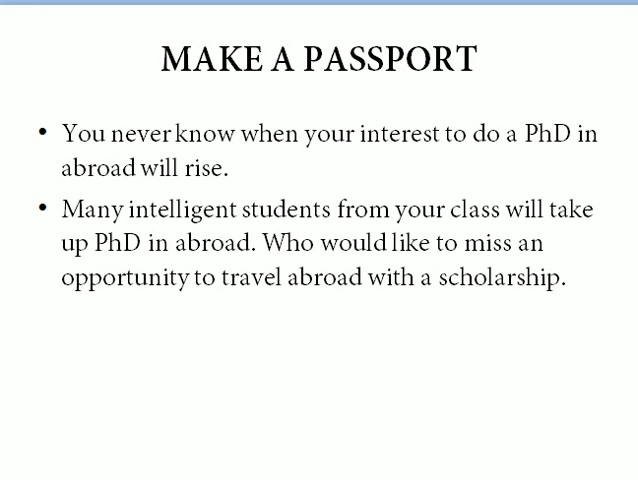 MAKE A PASSPORT
• You never know when your interest to do a PhD in
abroad will rise.
• Many intelligent students from your class will take
up PhD in abroad. Who would like to miss an
opportunity to travel abroad with a scholarship.